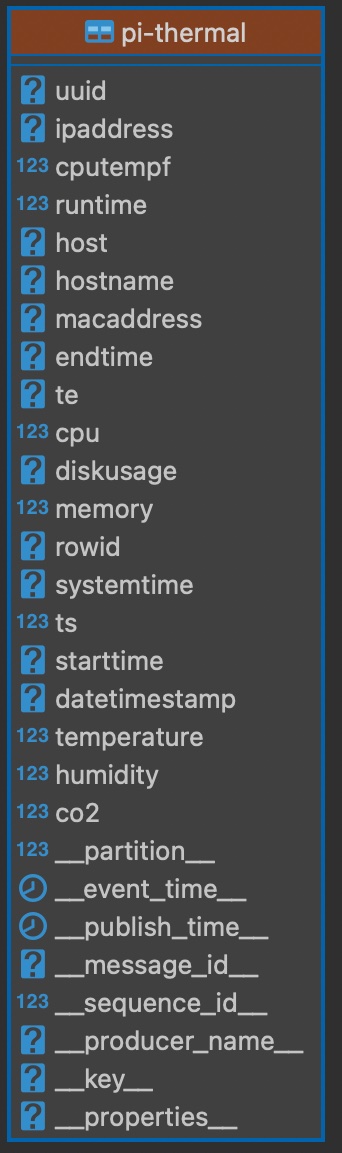 pi-thermal
? uuid
? ipaddress
123 cputempf
123 runtime
? host
? hostname
? macaddress
? endtime
? te
123 cpu
? diskusage
123 memory
? rowid
? systemtime
123 ts
? starttime
? datetimestamp
123 temperature
123 humidity
123 co2
123 __partition__
__event_time__
__publish_time__
? __message_id__
123 __sequence_id__
? __producer_name__
? __key__
? __properties__